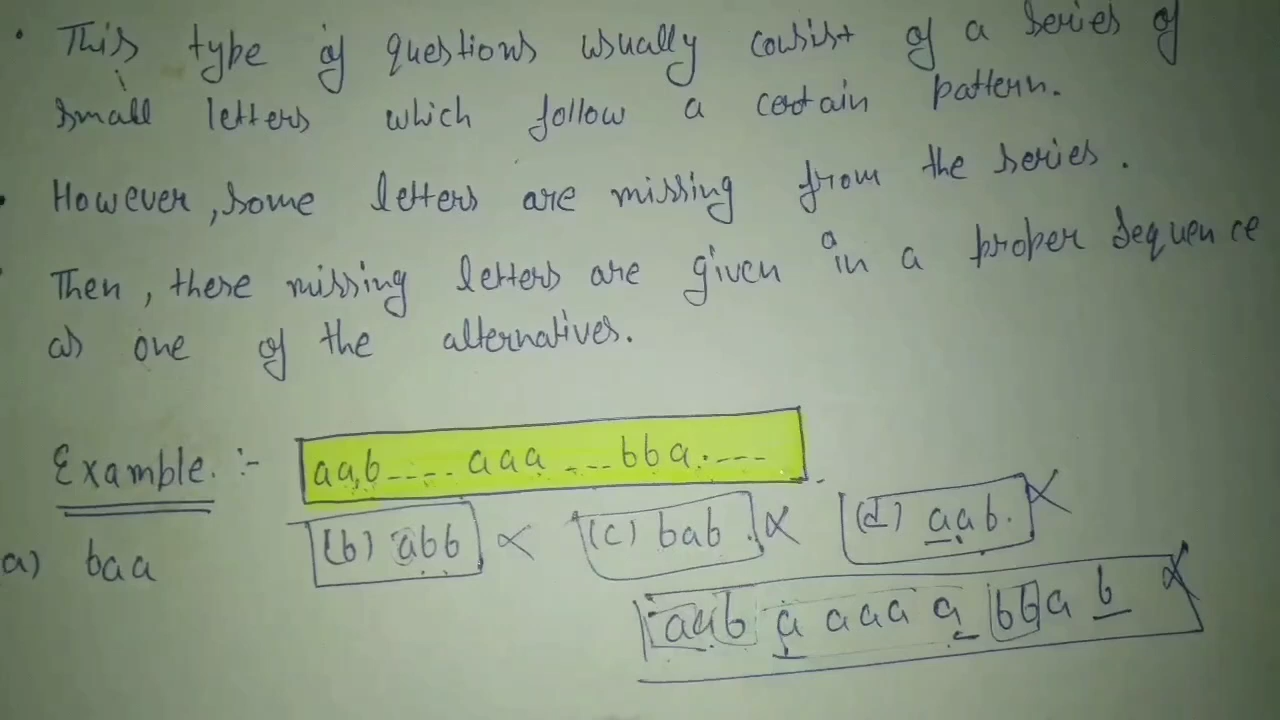 • This type of questions usually consist of a series of
small letters which follow a certain pattern.
• However, some letters are missing from the series.
• Then, these missing letters are given in a proper sequence
as one of the alternatives.
Examble. :- aab---- aaa ---bba.---
a) baa (b) abb (c) bab. (d) aab.
aab a aaa a bba b